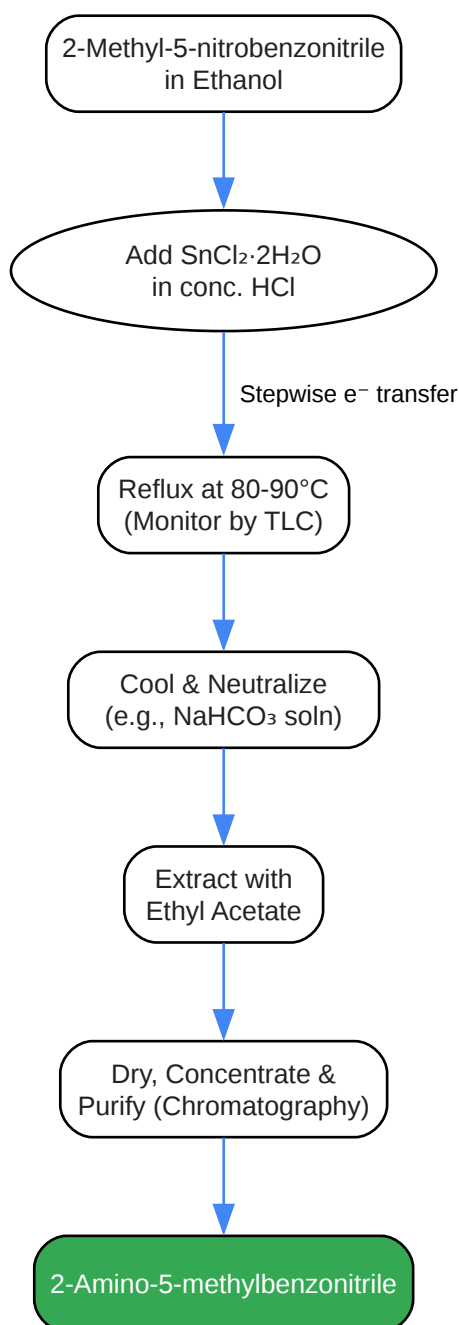 2-Methyl-5-nitrobenzonitrile
in Ethanol
Add SnCl₂·2H₂O
in conc. HCl
Stepwise e⁻ transfer
Reflux at 80-90°C
(Monitor by TLC)
Cool & Neutralize
(e.g., NaHCO₃ soln)
Extract with
Ethyl Acetate
Dry, Concentrate &
Purify (Chromatography)
2-Amino-5-methylbenzonitrile